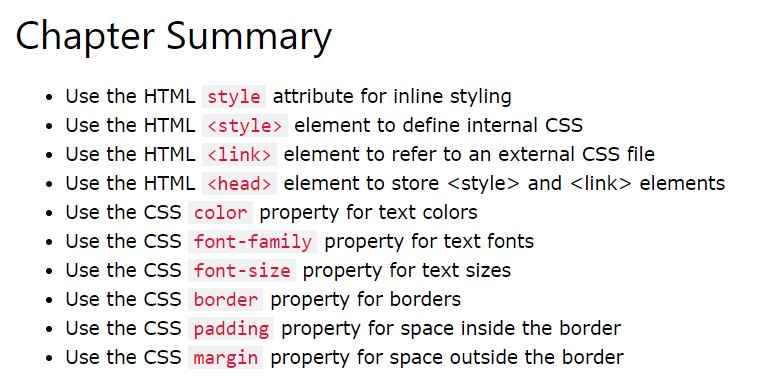 Chapter Summary
• Use the HTML style attribute for inline styling
• Use the HTML <style> element to define internal CSS
• Use the HTML <link> element to refer to an external CSS file
• Use the HTML <head> element to store <style> and <link> elements
• Use the CSS color property for text colors
• Use the CSS font-family property for text fonts
• Use the CSS font-size property for text sizes
• Use the CSS border property for borders
• Use the CSS padding property for space inside the border
• Use the CSS margin property for space outside the border